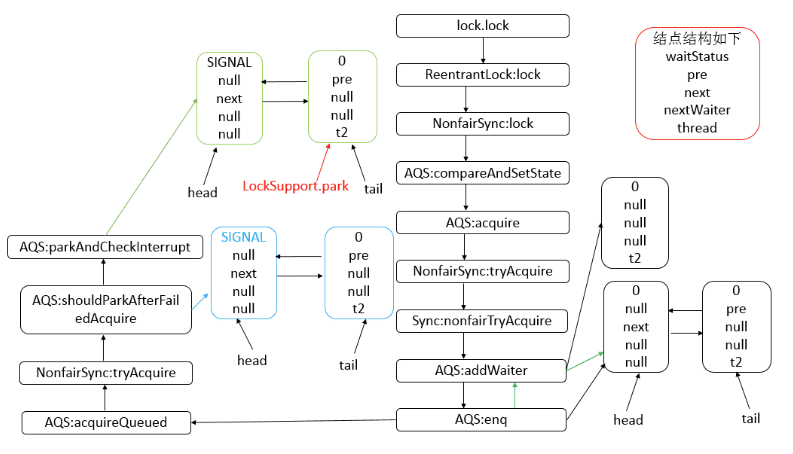 lock.lock
ReentrantLock:lock
NonfairSync:lock
AQS:compareAndSetState
AQS:acquire
NonfairSync:tryAcquire
Sync:nonfairTryAcquire
AQS:addWaiter
AQS:enq
结点结构如下
waitStatus
pre
next
nextWaiter
thread
0
null
null
null
t2
0
null
next
null
null
0
pre
null
null
t2
head
tail
AQS:acquireQueued
NonfairSync:tryAcquire
AQS:shouldParkAfterFail
edAcquire
SIGNAL
null
next
null
null
0
pre
null
null
t2
head
tail
AQS:parkAndCheckInterrupt
SIGNAL
null
next
null
null
0
pre
null
null
t2
head
LockSupport.park
tail